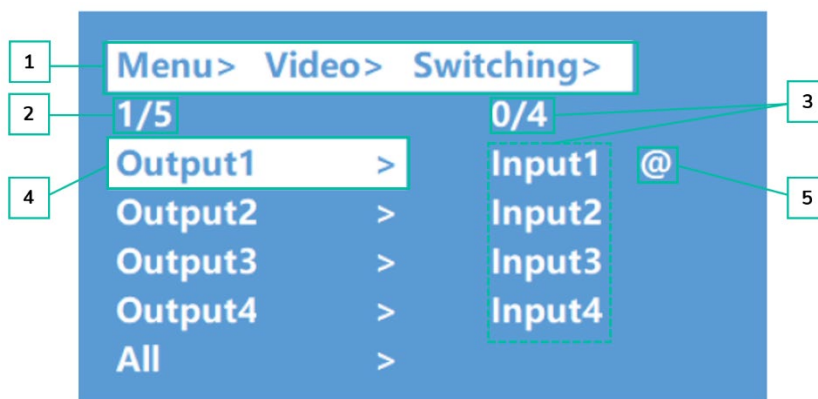 1
Menu> Video> Switching>
2
1/5
0/4
3
4
Output1 >
Input1 @
5
Output2 >
Input2
Output3 >
Input3
Output4 >
Input4
All >